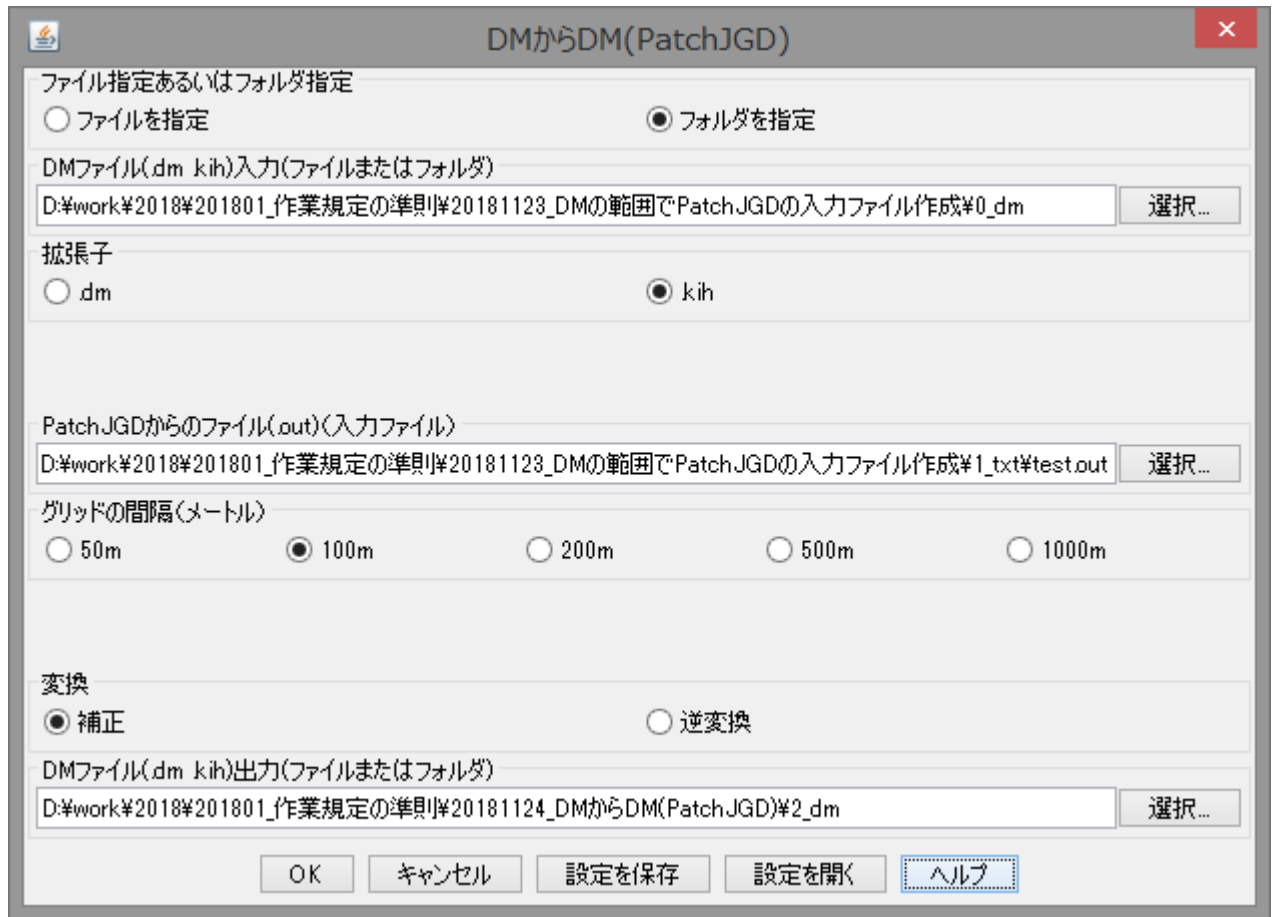 DMからDM(PatchJGD)
ファイル指定あるいはフォルダ指定
ファイルを指定 フォルダを指定
DMファイル(.dm .kih)入力(ファイルまたはフォルダ)
D:¥work¥2018¥201801_作業規定の準則¥20181123_DMの範囲でPatchJGDの入力ファイル作成¥0_dm 選択...
拡張子
.dm .kih
PatchJGDからのファイル(.out)(入力ファイル)
D:¥work¥2018¥201801_作業規定の準則¥20181123_DMの範囲でPatchJGDの入力ファイル作成¥1_txt¥test.out 選択...
グリッドの間隔(メートル)
50m 100m 200m 500m 1000m
変換
補正 逆変換
DMファイル(.dm .kih)出力(ファイルまたはフォルダ)
D:¥work¥2018¥201801_作業規定の準則¥20181124_DMからDM(PatchJGD)¥2_dm 選択...
OK キャンセル 設定を保存 設定を開く ヘルプ